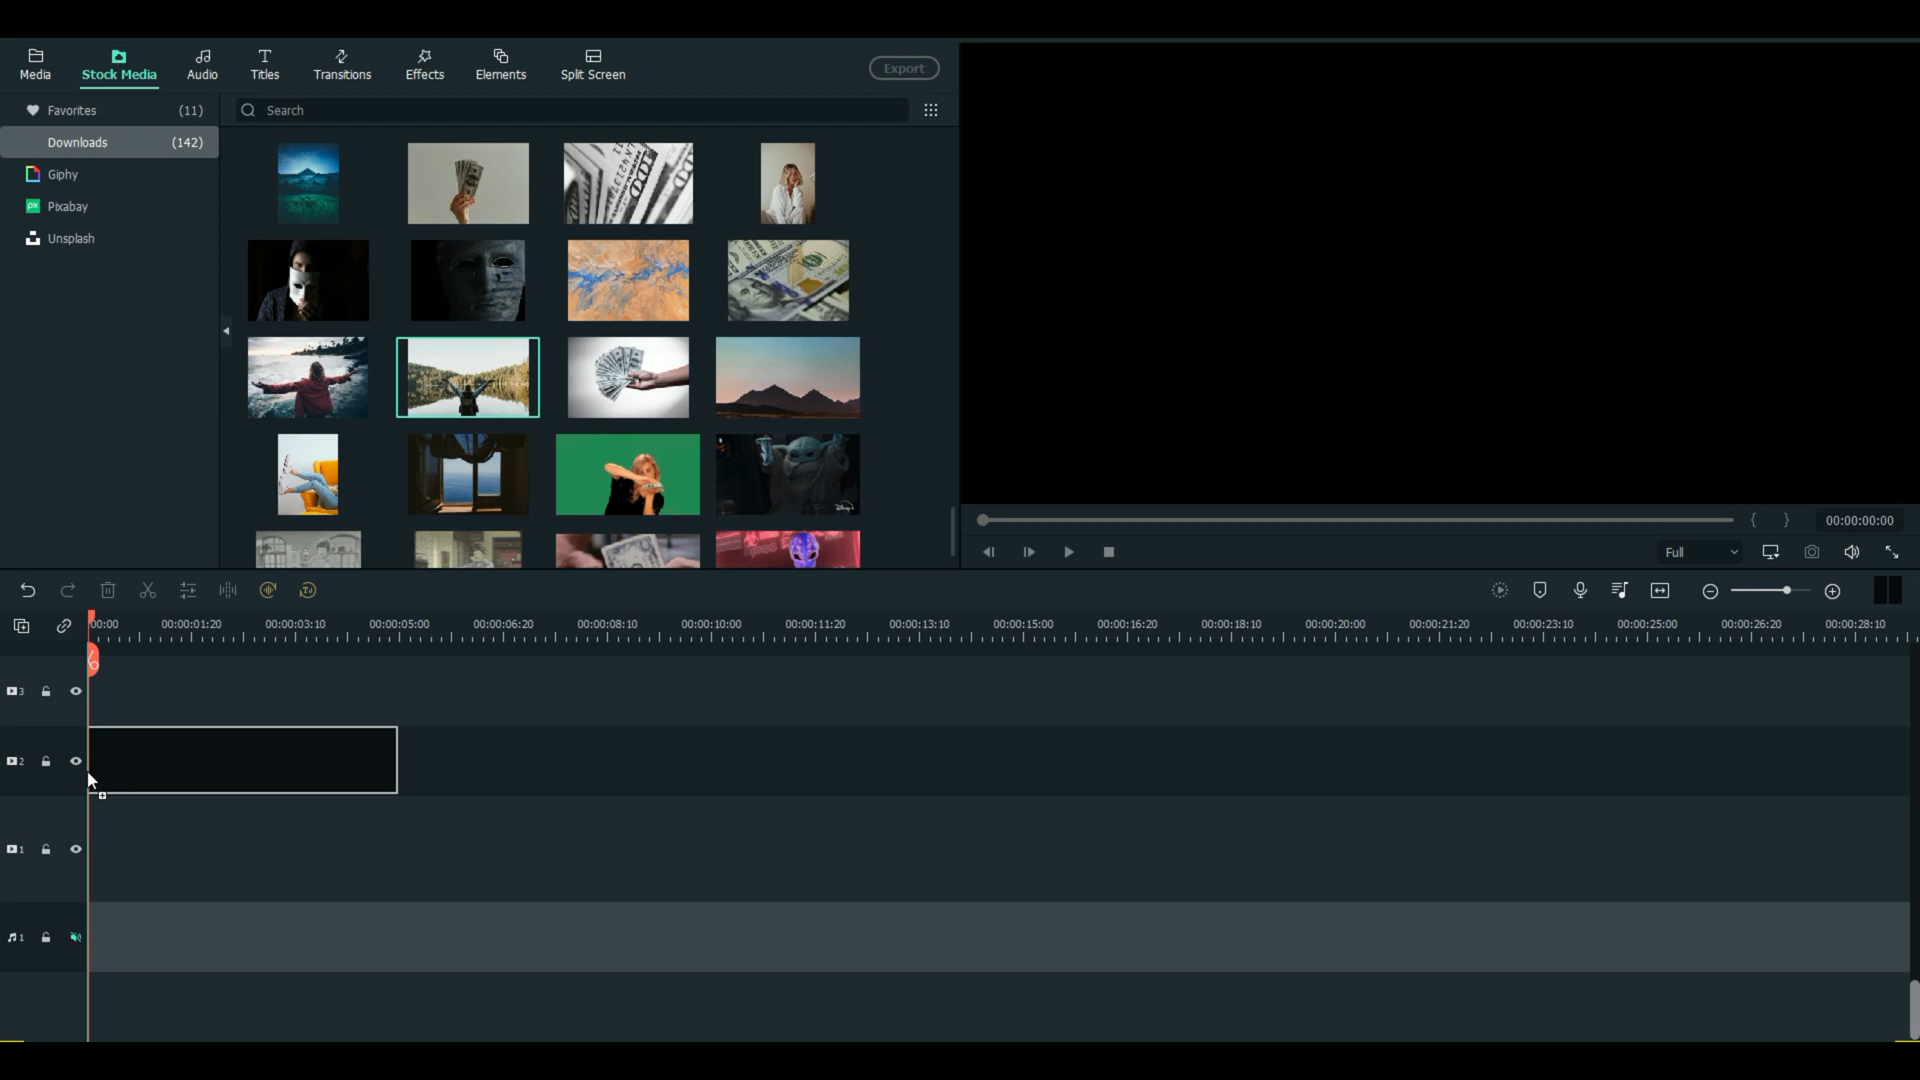 Media
Stock Media
Audio
Titles
Transitions
Effects
Elements
Split Screen
Export
Favorites (11)
Search
Downloads (142)
Giphy
Pixabay
Unsplash
00:00:00:00
Full
00:00 00:00:01:20 00:00:03:10 00:00:05:00 00:00:06:20 00:00:08:10 00:00:10:00 00:00:11:20 00:00:13:10 00:00:15:00 00:00:16:20 00:00:18:10 00:00:20:00 00:00:21:20 00:00:23:10 00:00:25:00 00:00:26:20 00:00:28:10
3
2
1
1